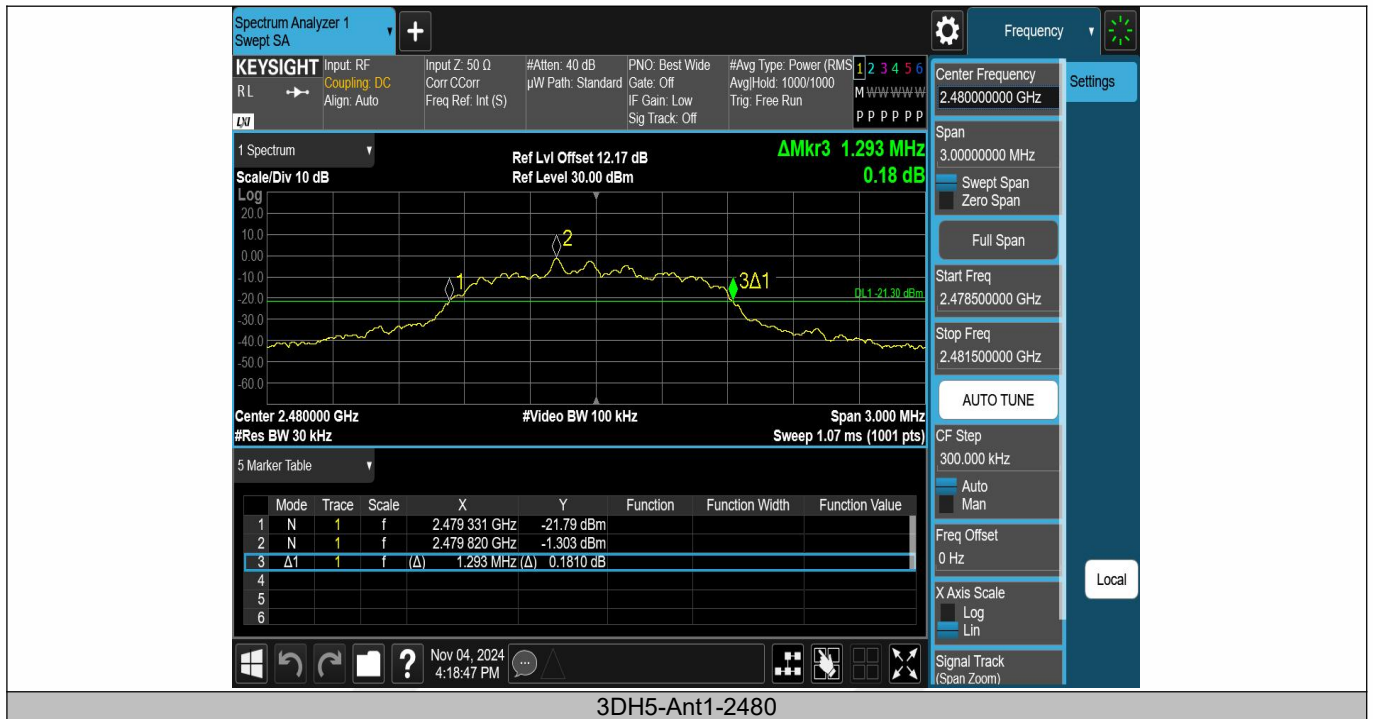 Spectrum Analyzer 1
Swept SA
Frequency
KEYSIGHT
RL
LXI
Input: RF
Coupling: DC
Align: Auto
Input Z: 50 Ω
Corr CCorr
Freq Ref: Int (S)
#Atten: 40 dB
µW Path: Standard
PNO: Best Wide
Gate: Off
IF Gain: Low
Sig Track: Off
#Avg Type: Power (RMS
Avg|Hold: 1000/1000
Trig: Free Run
1 2 3 4 5 6
M W W W W W
P P P P P P
1 Spectrum
Scale/Div 10 dB
Ref Lvl Offset 12.17 dB
Ref Level 30.00 dBm
ΔMkr3 1.293 MHz
0.18 dB
Log
20.0
10.0
0.00
-10.0
-20.0
-30.0
-40.0
-50.0
-60.0
1
2
3Δ1
DL1 -21.30 dBm
Center 2.480000 GHz
#Video BW 100 kHz
Span 3.000 MHz
#Res BW 30 kHz
Sweep 1.07 ms (1001 pts)
5 Marker Table
Mode Trace Scale X Y Function Function Width Function Value
1 N 1 f 2.479 331 GHz -21.79 dBm
2 N 1 f 2.479 820 GHz -1.303 dBm
3 Δ1 1 f (Δ) 1.293 MHz (Δ) 0.1810 dB
4
5
6
?
Nov 04, 2024
4:18:47 PM
Center Frequency
2.480000000 GHz
Settings
Span
3.00000000 MHz
Swept Span
Zero Span
Full Span
Start Freq
2.478500000 GHz
Stop Freq
2.481500000 GHz
AUTO TUNE
CF Step
300.000 kHz
Auto
Man
Freq Offset
0 Hz
X Axis Scale
Log
Lin
Local
Signal Track
(Span Zoom)
3DH5-Ant1-2480